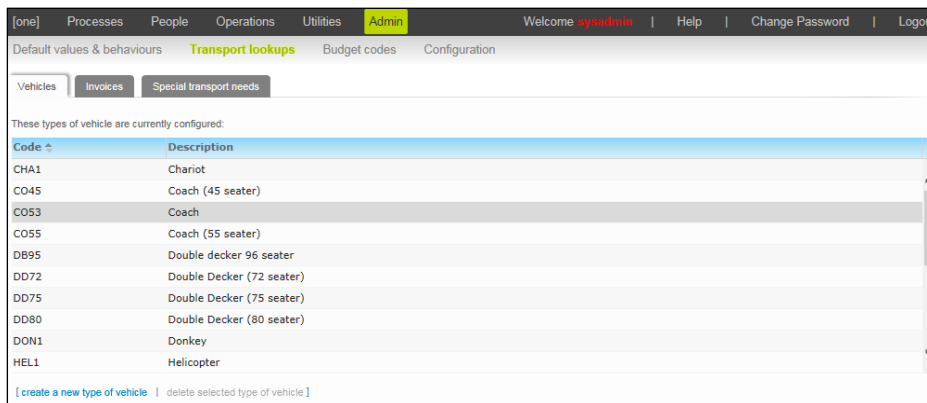 [one] Processes People Operations Utilities Admin Welcome sysadmin | Help | Change Password | Logou
Default values & behaviours Transport lookups Budget codes Configuration
Vehicles Invoices Special transport needs
These types of vehicle are currently configured:
Code Description
CHA1 Chariot
CO45 Coach (45 seater)
CO53 Coach
CO55 Coach (55 seater)
DB95 Double decker 96 seater
DD72 Double Decker (72 seater)
DD75 Double Decker (75 seater)
DD80 Double Decker (80 seater)
DON1 Donkey
HEL1 Helicopter
[ create a new type of vehicle | delete selected type of vehicle ]